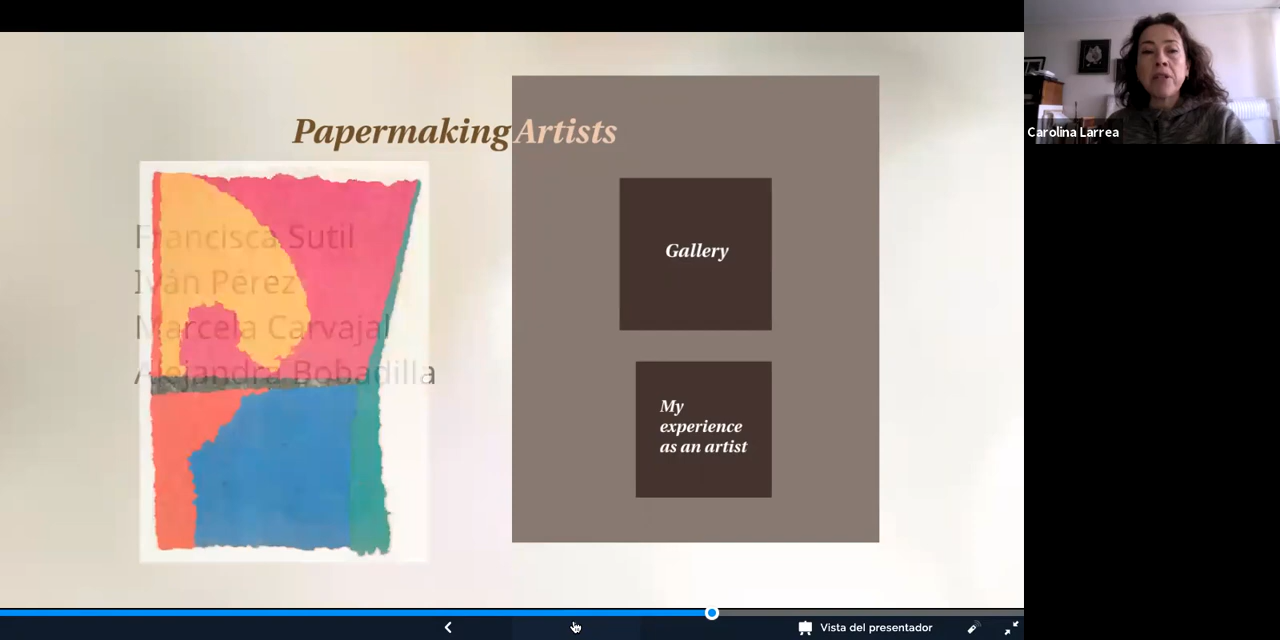 Papermaking Artists
Francisca Sutil
Iván Pérez
Marcela Carvajal
Alejandra Bobadilla
Gallery
My
experience
as an artist
Carolina Larrea
Vista del presentador